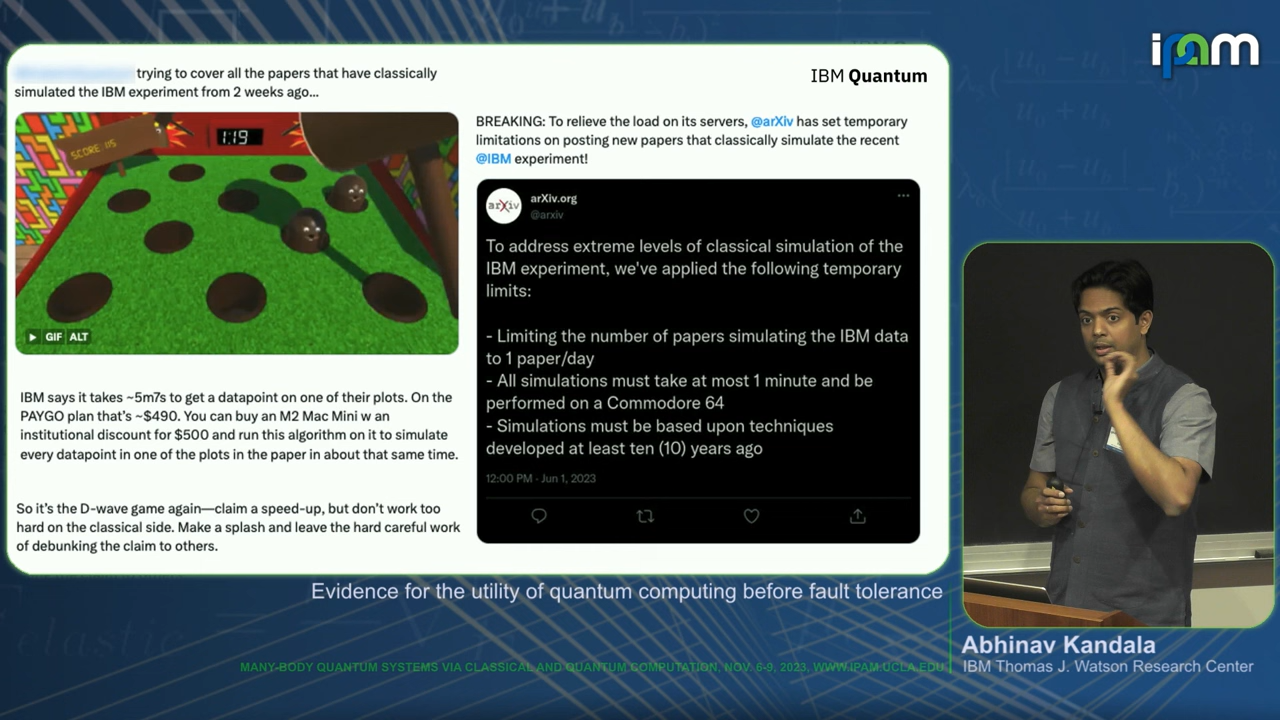 trying to cover all the papers that have classically
simulated the IBM experiment from 2 weeks ago...
SCORE: 115
1:19
GIF ALT
IBM says it takes ~5m7s to get a datapoint on one of their plots. On the
PAYGO plan that's ~$490. You can buy an M2 Mac Mini w an
institutional discount for $500 and run this algorithm on it to simulate
every datapoint in one of the plots in the paper in about that same time.
So it's the D-wave game again—claim a speed-up, but don't work too
hard on the classical side. Make a splash and leave the hard careful work
of debunking the claim to others.
IBM Quantum
BREAKING: To relieve the load on its servers, @arXiv has set temporary
limitations on posting new papers that classically simulate the recent
@IBM experiment!
arXiv
arXiv.org
@arxiv
To address extreme levels of classical simulation of the
IBM experiment, we've applied the following temporary
limits:
- Limiting the number of papers simulating the IBM data
to 1 paper/day
- All simulations must take at most 1 minute and be
performed on a Commodore 64
- Simulations must be based upon techniques
developed at least ten (10) years ago
12:00 PM · Jun 1, 2023
ipam
Evidence for the utility of quantum computing before fault tolerance
Abhinav Kandala
IBM Thomas J. Watson Research Center
MANY-BODY QUANTUM SYSTEMS VIA CLASSICAL AND QUANTUM COMPUTATION, NOV. 6-9, 2023, WWW.IPAM.UCLA.EDU
elastic